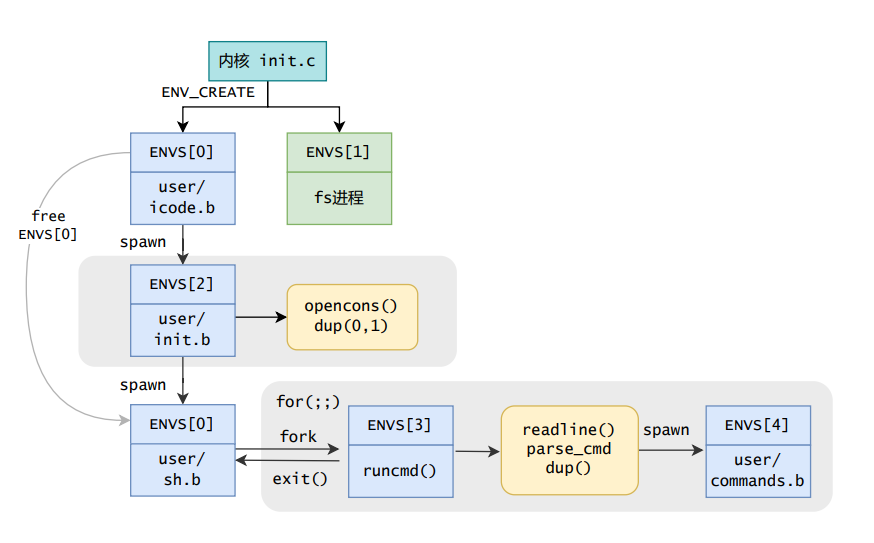 内核 init.c
ENV_CREATE
ENVS[0]
user/
icode.b
ENVS[1]
fs进程
free
ENVS[0]
spawn
ENVS[2]
user/
init.b
opencons()
dup(0,1)
spawn
ENVS[0]
user/
sh.b
for(;;)
fork
exit()
ENVS[3]
runcmd()
readline()
parse_cmd
dup()
spawn
ENVS[4]
user/
commands.b